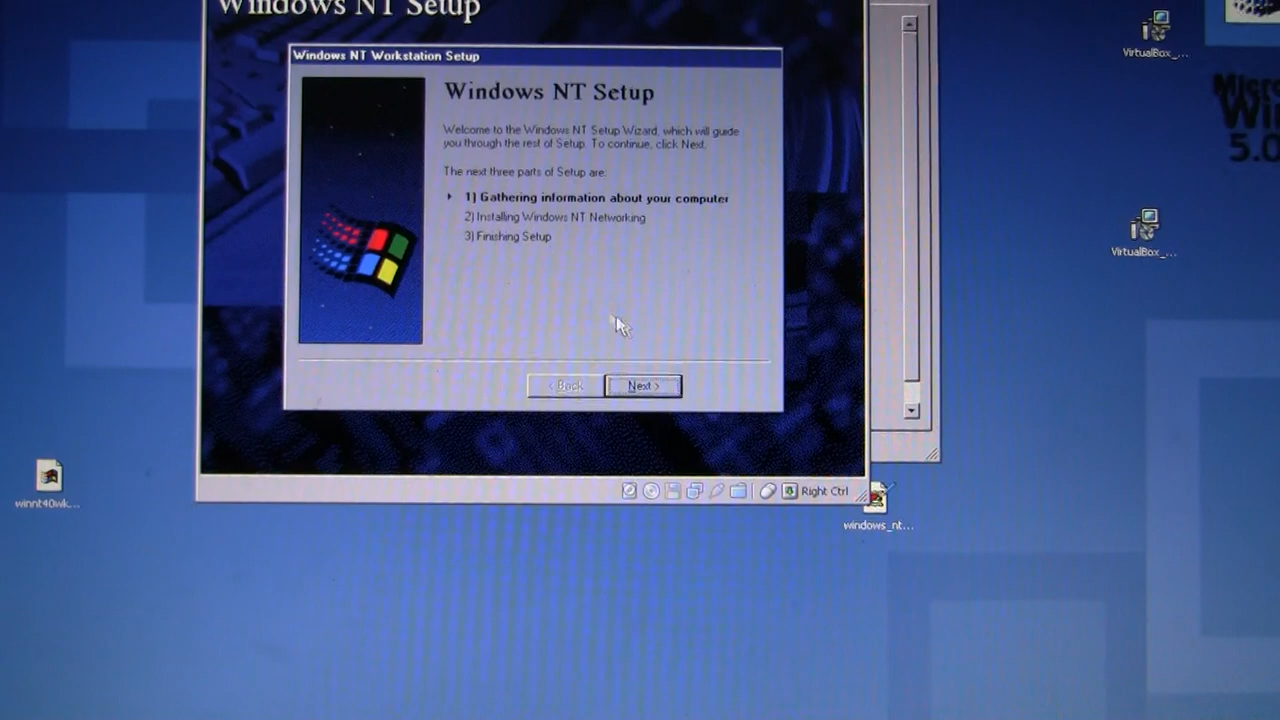 Windows NT Setup
Windows NT Workstation Setup
Windows NT Setup
Welcome to the Windows NT Setup Wizard, which will guide
you through the rest of Setup. To continue, click Next.
The next three parts of Setup are:
1) Gathering information about your computer
2) Installing Windows NT Networking
3) Finishing Setup
< Back
Next >
Right Ctrl
VirtualBox_...
VirtualBox_...
5.0
winnt40wk...
windows_nt...